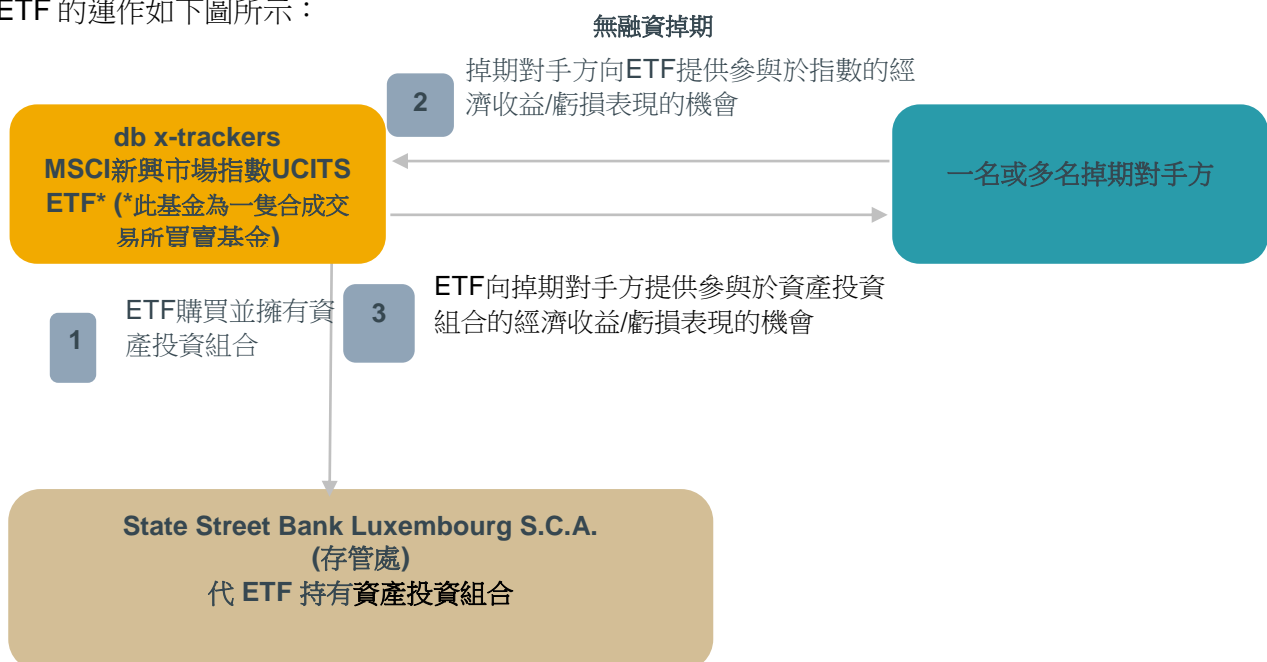 ETF 的運作如下圖所示：
無融資掉期
掉期對手方向ETF提供參與於指數的經
濟收益/虧損表現的機會
2
db x-trackers
MSCI新興市場指數UCITS
ETF* (*此基金為一隻合成交
易所買賣基金)
一名或多名掉期對手方
ETF向掉期對手方提供參與於資產投資
組合的經濟收益/虧損表現的機會
3
ETF購買並擁有資
產投資組合
1
State Street Bank Luxembourg S.C.A.
(存管處)
代 ETF 持有資產投資組合